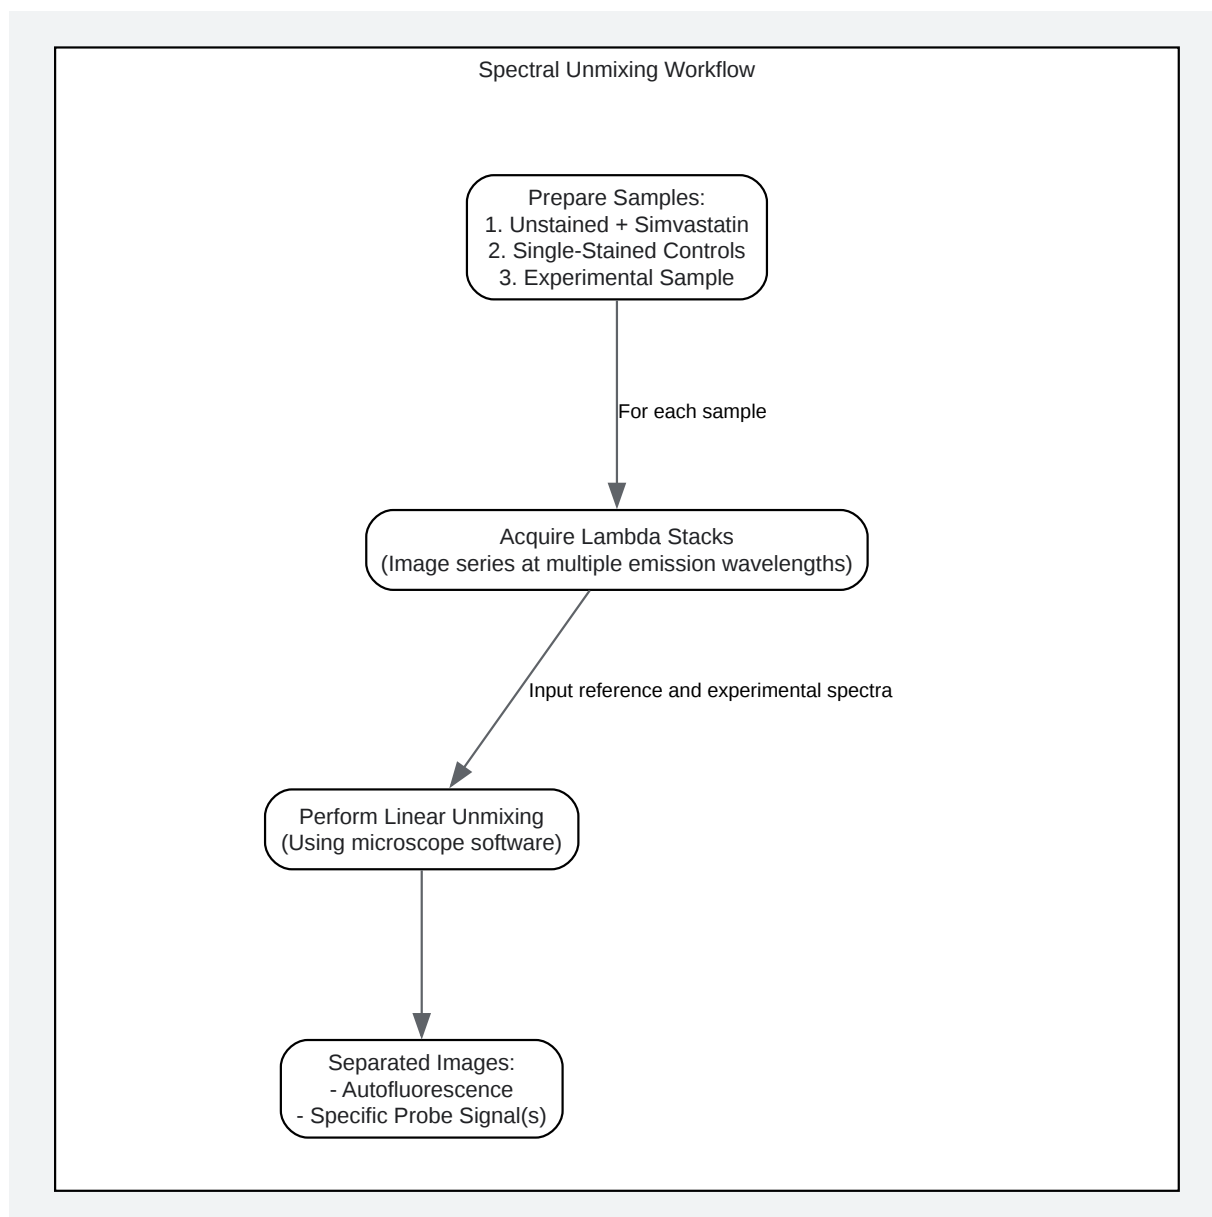 Spectral Unmixing Workflow
Prepare Samples:
1. Unstained + Simvastatin
2. Single-Stained Controls
3. Experimental Sample
For each sample
Acquire Lambda Stacks
(Image series at multiple emission wavelengths)
Input reference and experimental spectra
Perform Linear Unmixing
(Using microscope software)
Separated Images:
- Autofluorescence
- Specific Probe Signal(s)